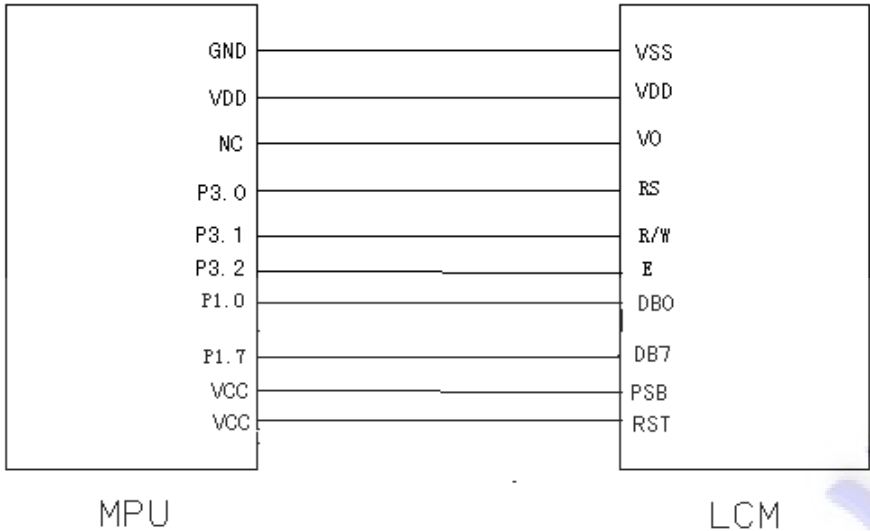 GND VSS
VDD VDD
NC VO
P3.0 RS
P3.1 R/W
P3.2 E
P1.0 DB0
P1.7 DB7
VCC PSB
VCC RST
MPU LCM